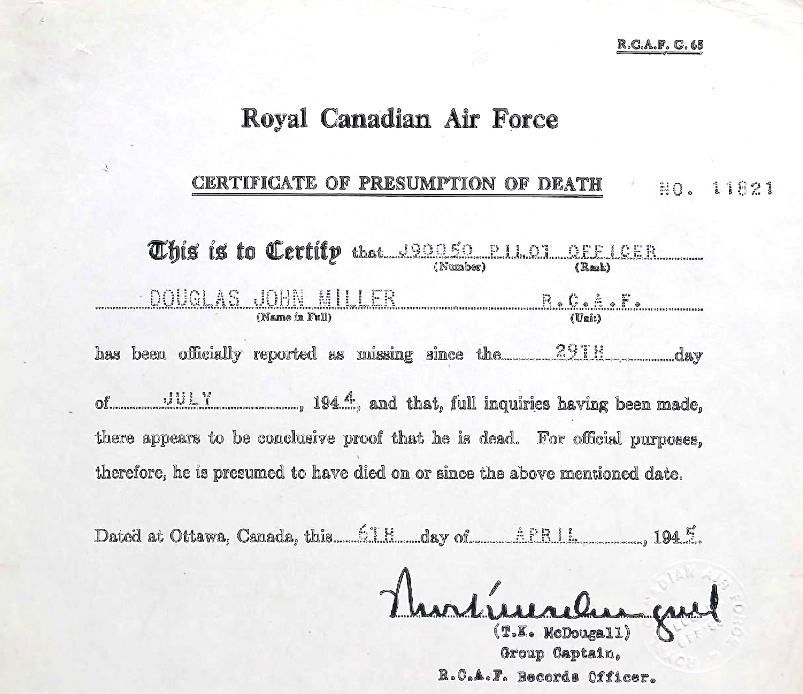 R.C.A.F. G. 65
Royal Canadian Air Force
CERTIFICATE OF PRESUMPTION OF DEATH NO. 11821
This is to Certify that J90050 PILOT OFFICER
(Number) (Rank)
DOUGLAS JOHN MILLER R.C.A.F.
(Name in Full) (Unit)
has been officially reported as missing since the 29TH day
of JULY, 1944, and that, full inquiries having been made,
there appears to be conclusive proof that he is dead. For official purposes,
therefore, he is presumed to have died on or since the above mentioned date.
Dated at Ottawa, Canada, this 6TH day of APRIL, 1945.
(T.K. McDougall)
Group Captain,
R.C.A.F. Records Officer.